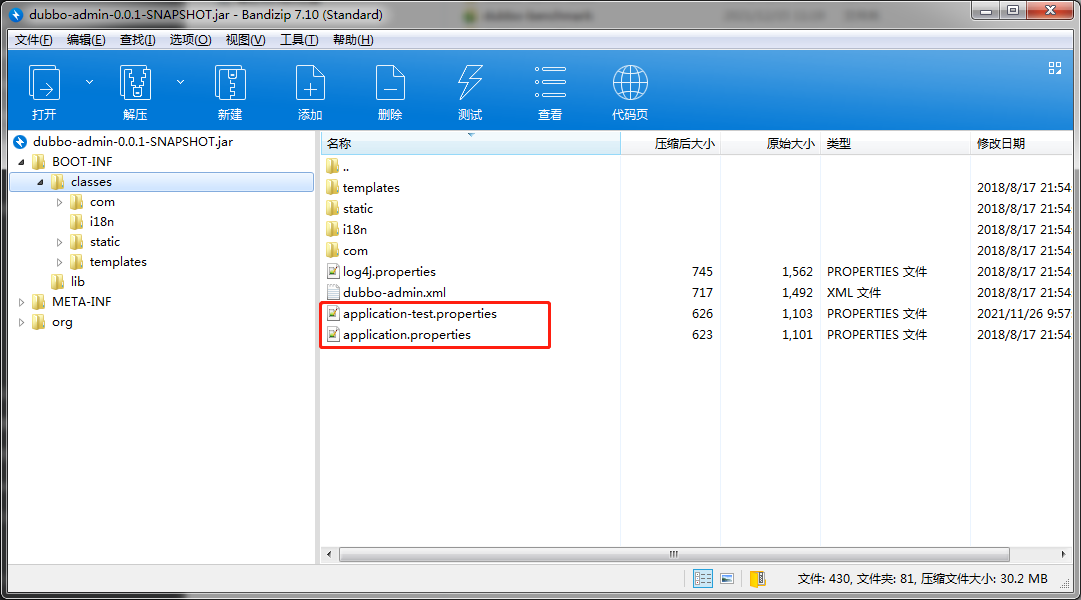 dubbo-admin-0.0.1-SNAPSHOT.jar - Bandizip 7.10 (Standard)
文件(F) 编辑(E) 查找(I) 选项(O) 视图(V) 工具(T) 帮助(H)
打开 解压 新建 添加 删除 测试 查看 代码页
dubbo-admin-0.0.1-SNAPSHOT.jar
BOOT-INF
classes
com
i18n
static
templates
lib
META-INF
org
名称 压缩后大小 原始大小 类型 修改日期
..
templates 2018/8/17 21:54
static 2018/8/17 21:54
i18n 2018/8/17 21:54
com 2018/8/17 21:54
log4j.properties 745 1,562 PROPERTIES 文件 2018/8/17 21:54
dubbo-admin.xml 717 1,492 XML 文件 2018/8/17 21:54
application-test.properties 626 1,103 PROPERTIES 文件 2021/11/26 9:57
application.properties 623 1,101 PROPERTIES 文件 2018/8/17 21:54
文件: 430, 文件夹: 81, 压缩文件大小: 30.2 MB